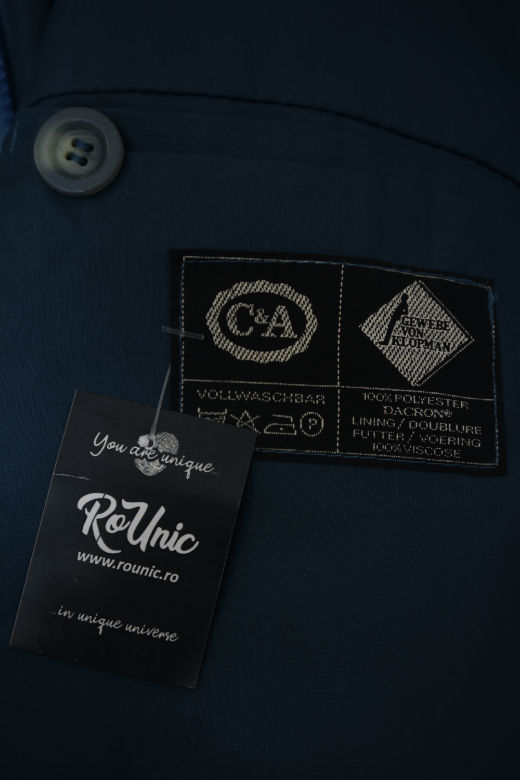 C&A
GEWEBE
VON
KLOPMAN
VOLLWASCHBAR
P
100% POLYESTER
DACRON®
LINING / DOUBLURE
FUTTER / VOERING
100% VISCOSE
You are unique...
RoUnic
www.rounic.ro
...in unique universe